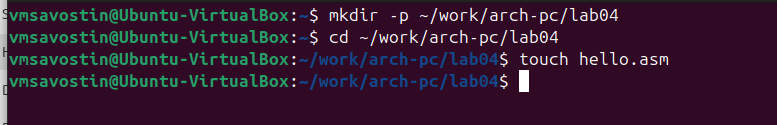 vmsavostin@Ubuntu-VirtualBox:~$ mkdir -p ~/work/arch-pc/lab04
vmsavostin@Ubuntu-VirtualBox:~$ cd ~/work/arch-pc/lab04
vmsavostin@Ubuntu-VirtualBox:~/work/arch-pc/lab04$ touch hello.asm
vmsavostin@Ubuntu-VirtualBox:~/work/arch-pc/lab04$